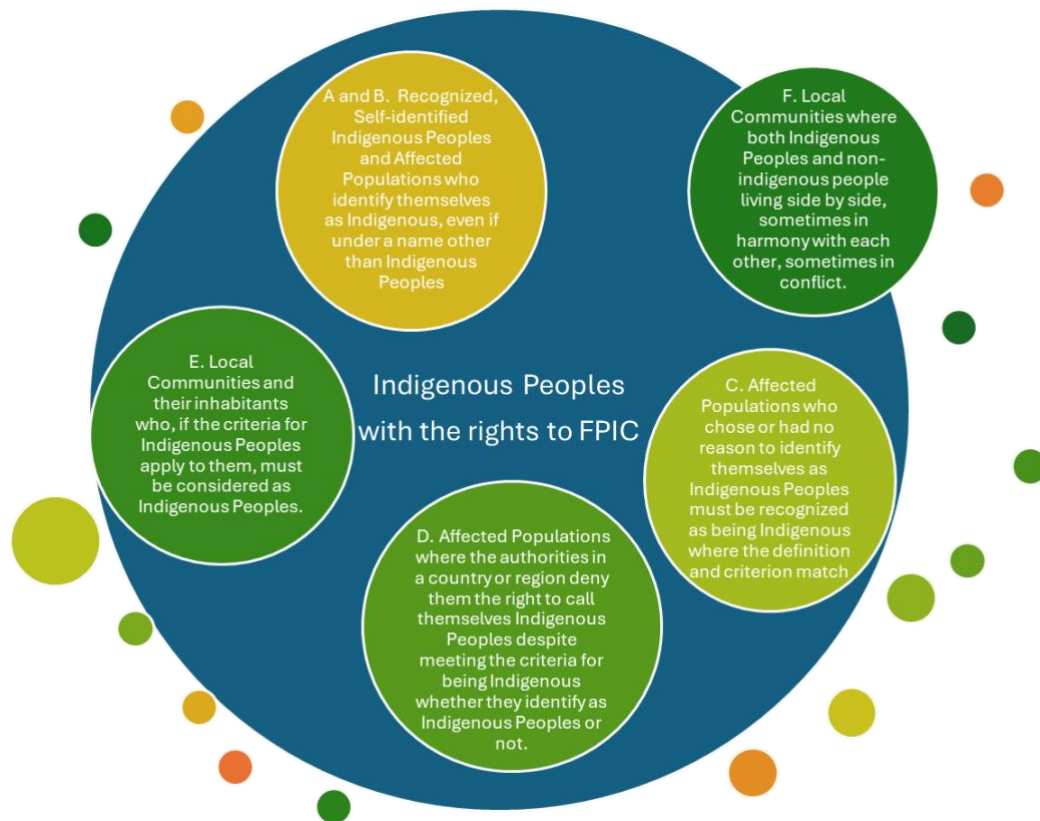 A and B. Recognized,
Self-identified
Indigenous Peoples
and Affected
Populations who
identify themselves
as Indigenous, even if
under a name other
than Indigenous
Peoples
F. Local
Communities where
both Indigenous
Peoples and non-
indigenous people
living side by side,
sometimes in
harmony with each
other, sometimes in
conflict.
E. Local
Communities and
their inhabitants
who, if the criteria for
Indigenous Peoples
apply to them, must
be considered as
Indigenous Peoples.
Indigenous Peoples
with the rights to FPIC
C. Affected
Populations who
chose or had no
reason to identify
themselves as
Indigenous Peoples
must be recognized
as being Indigenous
where the definition
and criterion match
D. Affected Populations
where the authorities in
a country or region deny
them the right to call
themselves Indigenous
Peoples despite
meeting the criteria for
being Indigenous
whether they identify as
Indigenous Peoples or
not.